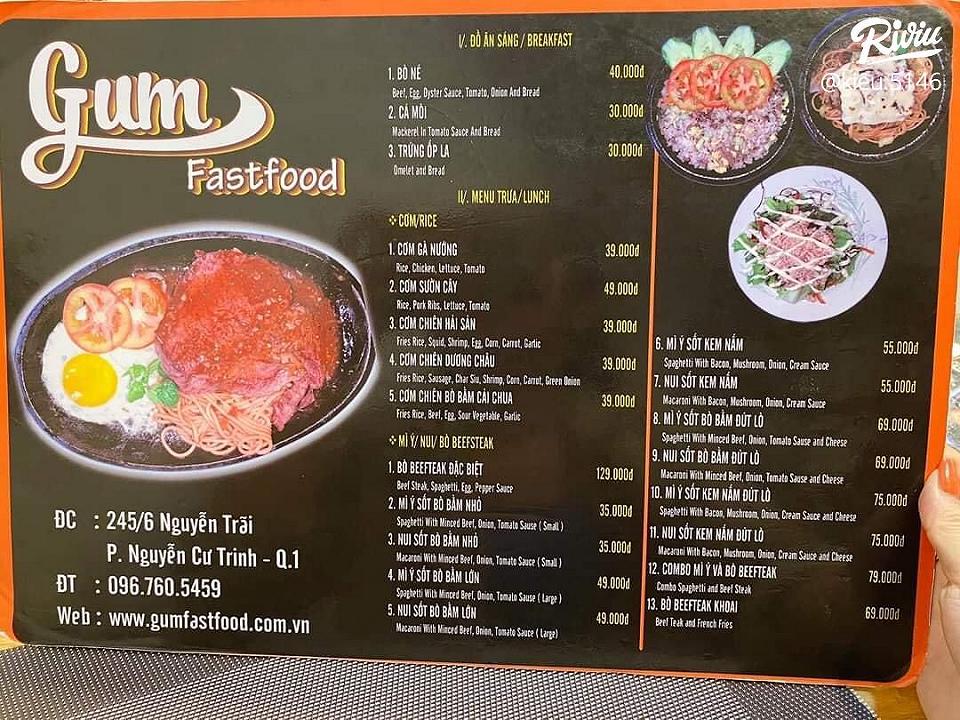 Gum
Fastfood
ĐC : 245/6 Nguyễn Trãi
P. Nguyễn Cư Trinh - Q.1
ĐT : 096.760.5459
Web : www.gumfastfood.com.vn
I/. ĐỒ ĂN SÁNG / BREAKFAST
1. BÒ NÉ 40.000đ
Beef, Egg, Oyster Sauce, Tomato, Onion And Bread
2. CÁ MÒI 30.000đ
Mackerel In Tomato Sauce And Bread
3. TRỨNG ỐP LA 30.000đ
Omelet and Bread
II/. MENU TRƯA/ LUNCH
❖ CƠM/RICE
1. CƠM GÀ NƯỚNG 39.000đ
Rice, Chicken, Lettuce, Tomato
2. CƠM SƯỜN CÂY 49.000đ
Rice, Pork Ribs, Lettuce, Tomato
3. CƠM CHIÊN HẢI SẢN 39.000đ
Fries Rice, Squid, Shrimp, Egg, Corn, Carrot, Garlic
4. CƠM CHIÊN DƯƠNG CHÂU 39.000đ
Fries Rice, Sausage, Char Siu, Shrimp, Corn, Carrot, Green Onion
5. CƠM CHIÊN BÒ BẰM CẢI CHUA 39.000đ
Fries Rice, Beef, Egg, Sour Vegetable, Garlic
❖ MÌ Ý/ NUI/ BÒ BEEFSTEAK
1. BÒ BEEFTEAK ĐẶC BIỆT 129.000đ
Beef Steak, Spaghetti, Egg, Pepper Sauce
2. MÌ Ý SỐT BÒ BẰM NHỎ 35.000đ
Spaghetti With Minced Beef, Onion, Tomato Sause ( Small )
3. NUI SỐT BÒ BẰM NHỎ 35.000đ
Macaroni With Minced Beef, Onion, Tomato Sause ( Small )
4. MÌ Ý SỐT BÒ BẰM LỚN 49.000đ
Spaghetti With Minced Beef, Onion, Tomato Sause ( Large )
5. NUI SỐT BÒ BẰM LỚN 49.000đ
Macaroni With Minced Beef, Onion, Tomato Sause ( Large)
6. MÌ Ý SỐT KEM NẤM 55.000đ
Spaghetti With Bacon, Mushroom, Onion, Cream Sauce
7. NUI SỐT KEM NẤM 55.000đ
Macaroni With Bacon, Mushroom, Onion, Cream Sauce
8. MÌ Ý SỐT BÒ BẰM ĐÚT LÒ 69.000đ
Spaghetti With Minced Beef, Onion, Tomato Sause and Cheese
9. NUI SỐT BÒ BẰM ĐÚT LÒ 69.000đ
Macaroni With Minced Beef, Onion, Tomato Sause and Cheese
10. MÌ Ý SỐT KEM NẤM ĐÚT LÒ 75.000đ
Spaghetti With Bacon, Mushroom, Onion, Cream Sauce and Cheese
11. NUI SỐT KEM NẤM ĐÚT LÒ 75.000đ
Macaroni With Bacon, Mushroom, Onion, Cream Sauce and Cheese
12. COMBO MÌ Ý VÀ BÒ BEEFTEAK 79.000đ
Combo Spaghetti and Beef Steak
13. BÒ BEEFTEAK KHOAI 69.000đ
Beef Teak and French Fries
Riviu
@kieu.5146